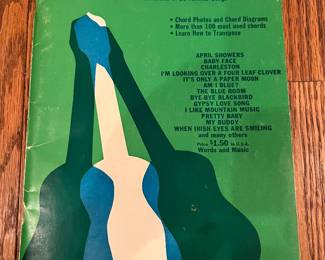 • Chord Photos and Chord Diagrams
• More than 100 most used chords
• Learn How to Transpose
APRIL SHOWERS
BABY FACE
CHARLESTON
I'M LOOKING OVER A FOUR LEAF CLOVER
IT'S ONLY A PAPER MOON
AM I BLUE?
THE BLUE ROOM
BYE-BYE BLACKBIRD
GYPSY LOVE SONG
I LIKE MOUNTAIN MUSIC
PRETTY BABY
MY BUDDY
WHEN IRISH EYES ARE SMILING
and many others
Price $1.50 in U.S.A.
Words and Music